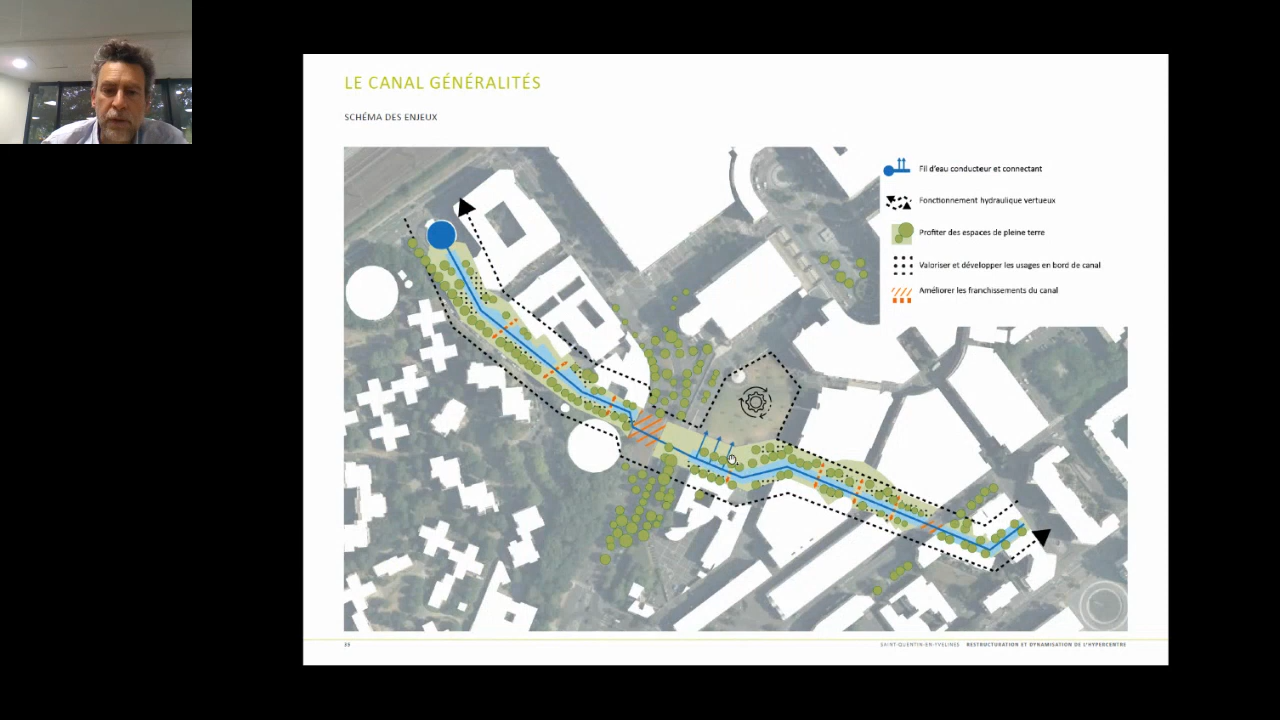 LE CANAL GÉNÉRALITÉS
SCHÉMA DES ENJEUX
Fil d'eau conducteur et connectant
Fonctionnement hydraulique vertueux
Profiter des espaces de pleine terre
Valoriser et développer les usages en bord de canal
Améliorer les franchissements du canal
SAINT-QUENTIN-EN-YVELINES RESTRUCTURATION ET DYNAMISATION DE L'HYPERCENTRE